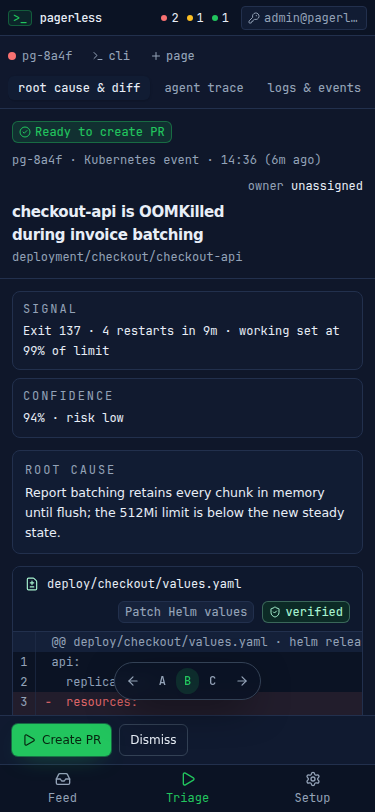 >_ pagerless 2 1 1 admin@pagerl…
pg-8a4f >_ cli + page
root cause & diff agent trace logs & events
Ready to create PR
pg-8a4f · Kubernetes event · 14:36 (6m ago)
owner unassigned
checkout-api is OOMKilled
during invoice batching
deployment/checkout/checkout-api
SIGNAL
Exit 137 · 4 restarts in 9m · working set at
99% of limit
CONFIDENCE
94% · risk low
ROOT CAUSE
Report batching retains every chunk in memory
until flush; the 512Mi limit is below the new steady
state.
deploy/checkout/values.yaml
Patch Helm values verified
@@ deploy/checkout/values.yaml · helm relea
1 api:
2 replica
← A B C →
3 - resources:
Create PR Dismiss
Feed Triage Setup